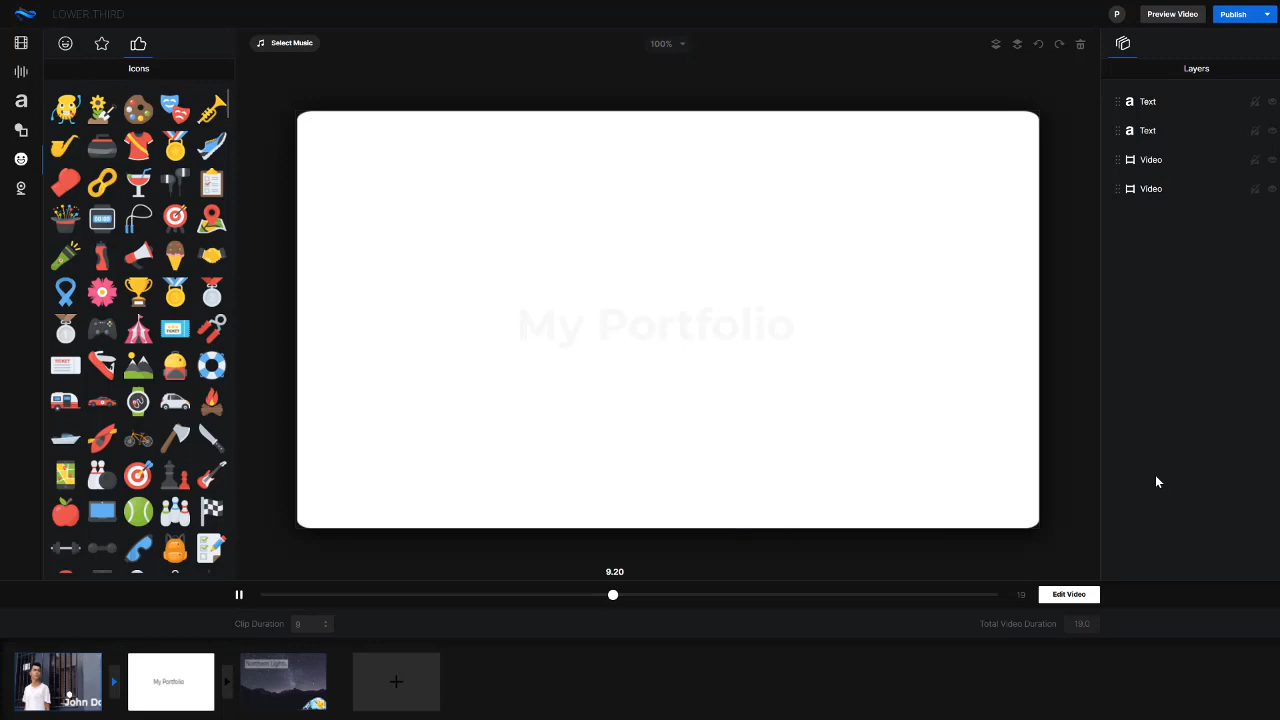 LOWER THIRD
P
Preview Video
Publish
Icons
Select Music
100%
Layers
a Text
a Text
Video
Video
My Portfolio
9.20
19
Edit Video
Clip Duration 9
Total Video Duration 19.0
John Do
My Portfolio
Northern Lights
+